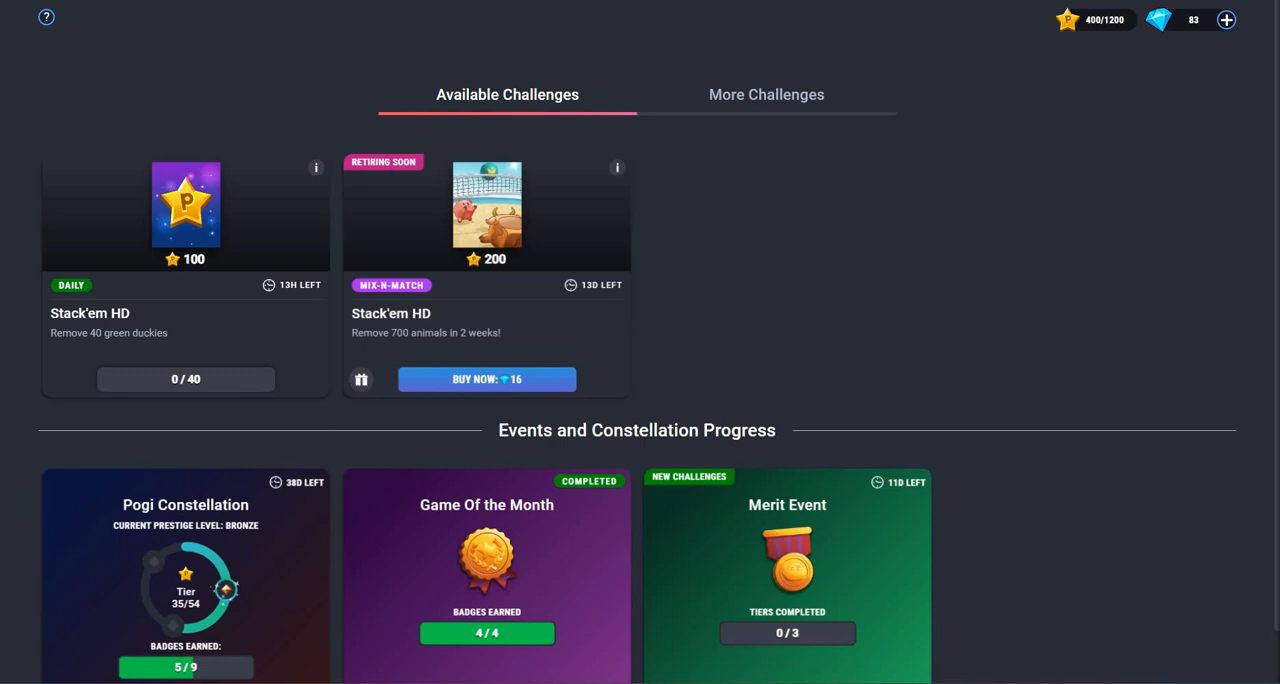 ?
400/1200
83
Available Challenges
More Challenges
i
100
DAILY
13H LEFT
Stack'em HD
Remove 40 green duckies
0 / 40
RETIRING SOON
i
200
MIX-N-MATCH
13D LEFT
Stack'em HD
Remove 700 animals in 2 weeks!
BUY NOW: 16
Events and Constellation Progress
38D LEFT
Pogi Constellation
CURRENT PRESTIGE LEVEL: BRONZE
Tier
35/54
BADGES EARNED:
5 / 9
COMPLETED
Game Of the Month
BADGES EARNED
4 / 4
NEW CHALLENGES
11D LEFT
Merit Event
TIERS COMPLETED
0 / 3